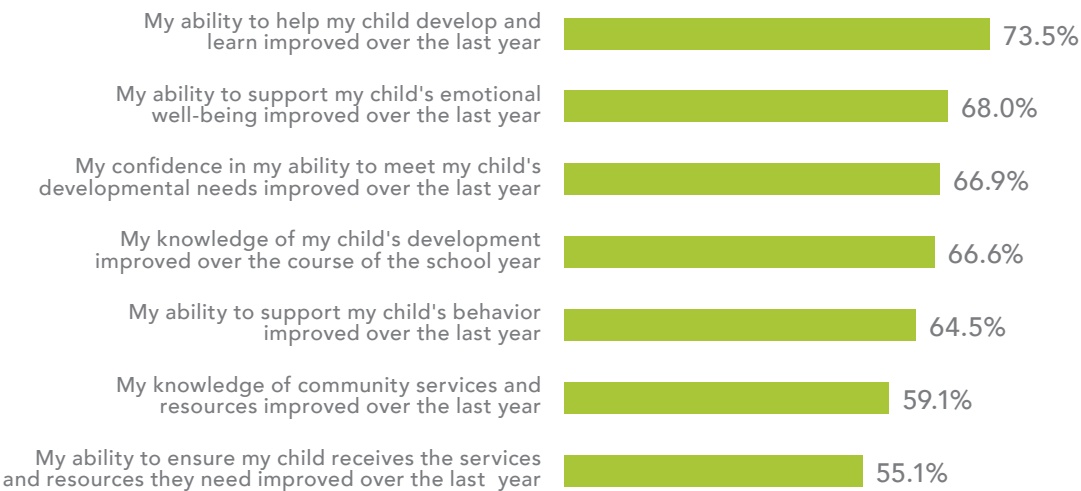 My ability to help my child develop and
learn improved over the last year
73.5%
My ability to support my child's emotional
well-being improved over the last year
68.0%
My confidence in my ability to meet my child's
developmental needs improved over the last year
66.9%
My knowledge of my child's development
improved over the course of the school year
66.6%
My ability to support my child's behavior
improved over the last year
64.5%
My knowledge of community services and
resources improved over the last year
59.1%
My ability to ensure my child receives the services
and resources they need improved over the last  year
55.1%